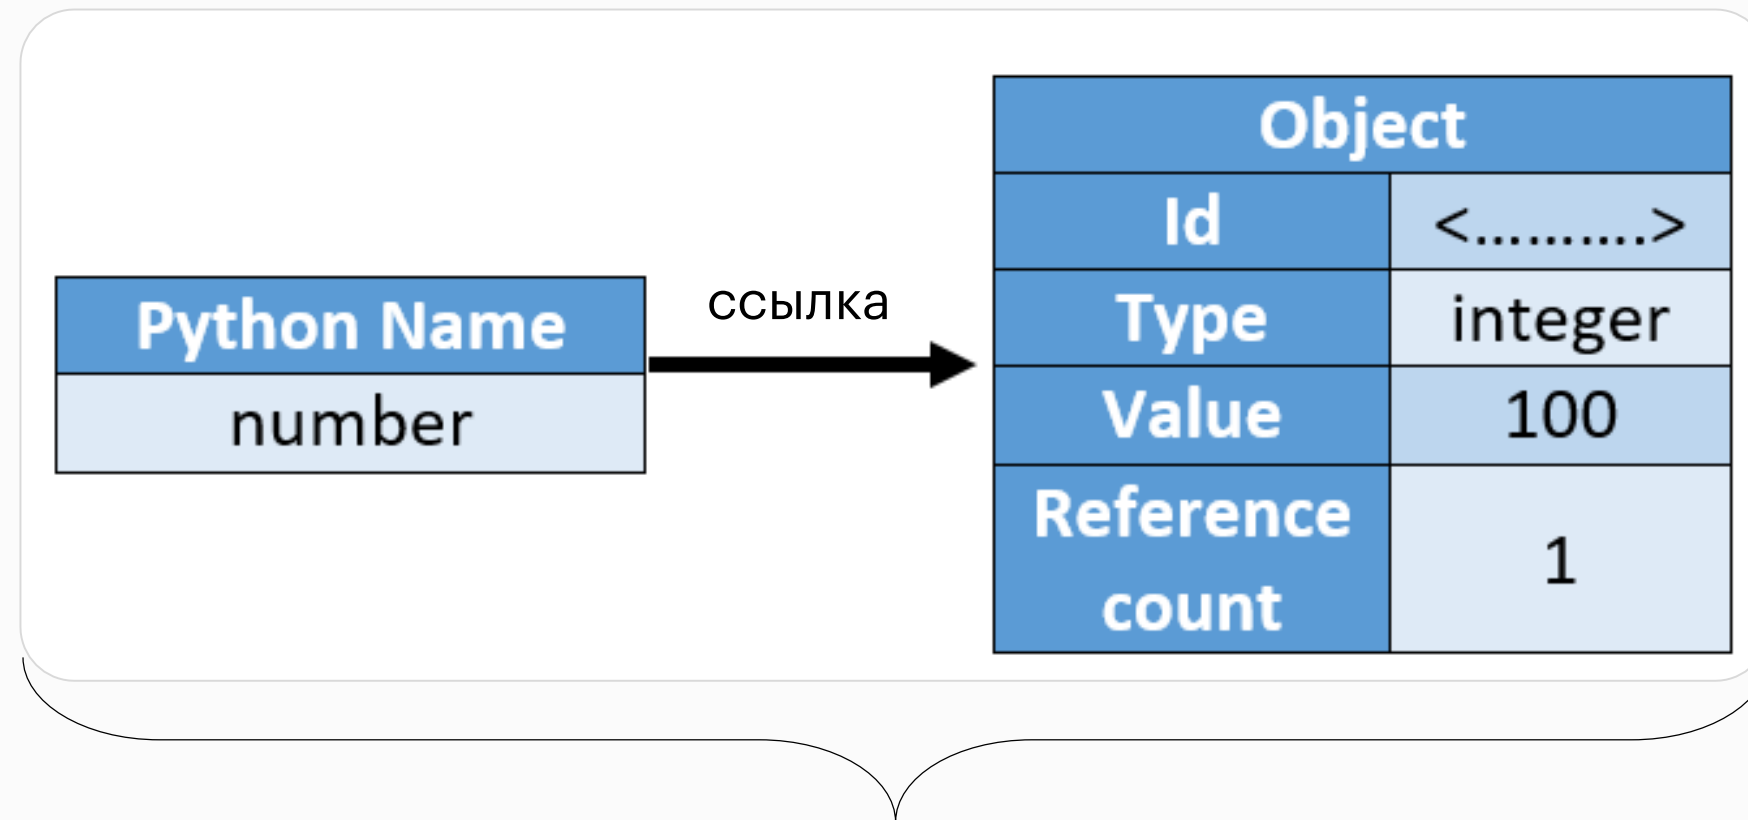 Python Name
number
ссылка
Object
Id <..........>
Type integer
Value 100
Reference
count
1